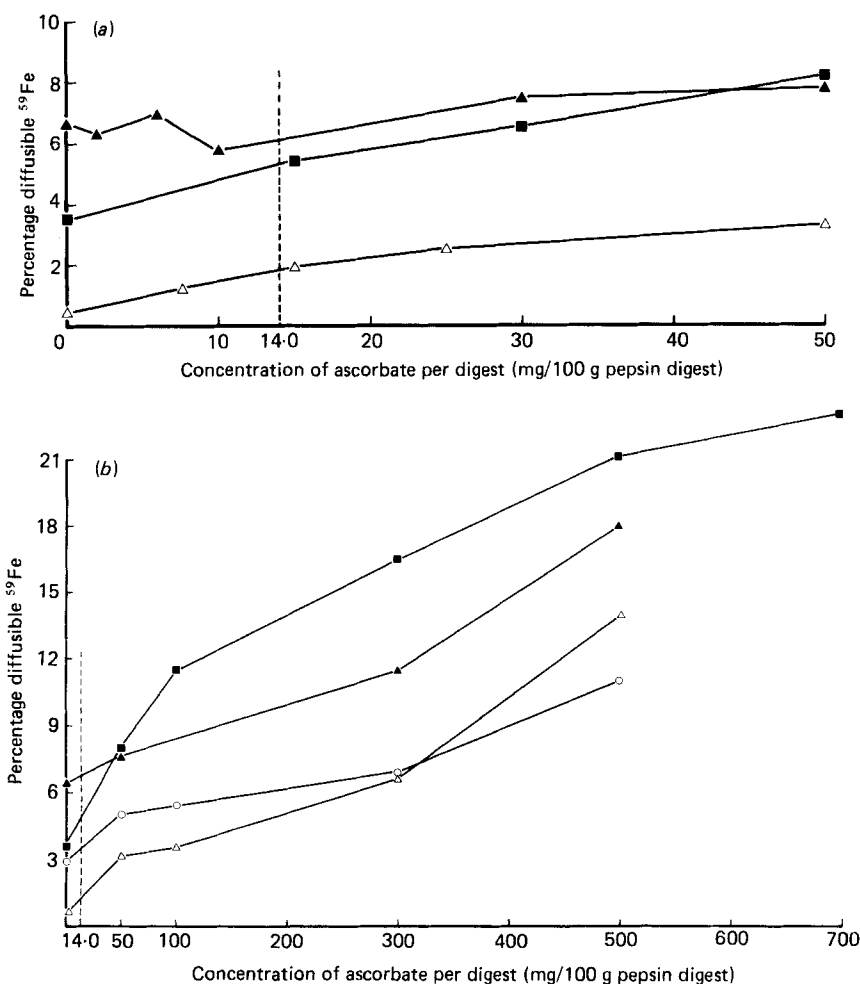 (a)
Percentage diffusible ⁵⁹Fe
10
8
6
4
2
0 10 14·0 20 30 40 50
Concentration of ascorbate per digest (mg/100 g pepsin digest)
(b)
Percentage diffusible ⁵⁹Fe
21
18
15
12
9
6
3
14·0 50 100 200 300 400 500 600 700
Concentration of ascorbate per digest (mg/100 g pepsin digest)